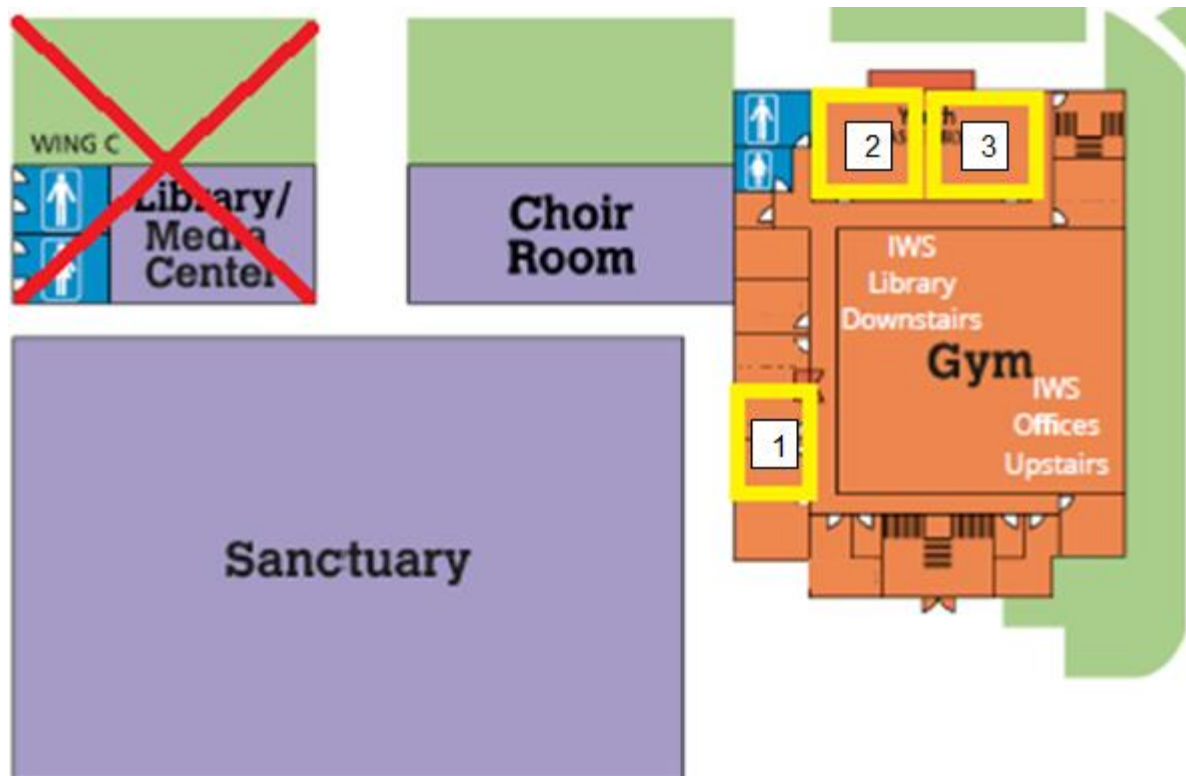 WING C
Library/
Media
Center
Choir
Room
2
3
IWS
Library
Downstairs
Gym
IWS
Offices
Upstairs
1
Sanctuary